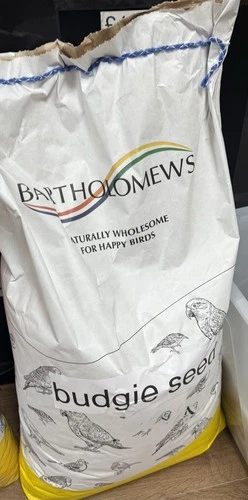 BARTHOLOMEWS
NATURALLY WHOLESOME
FOR HAPPY BIRDS
budgie seed